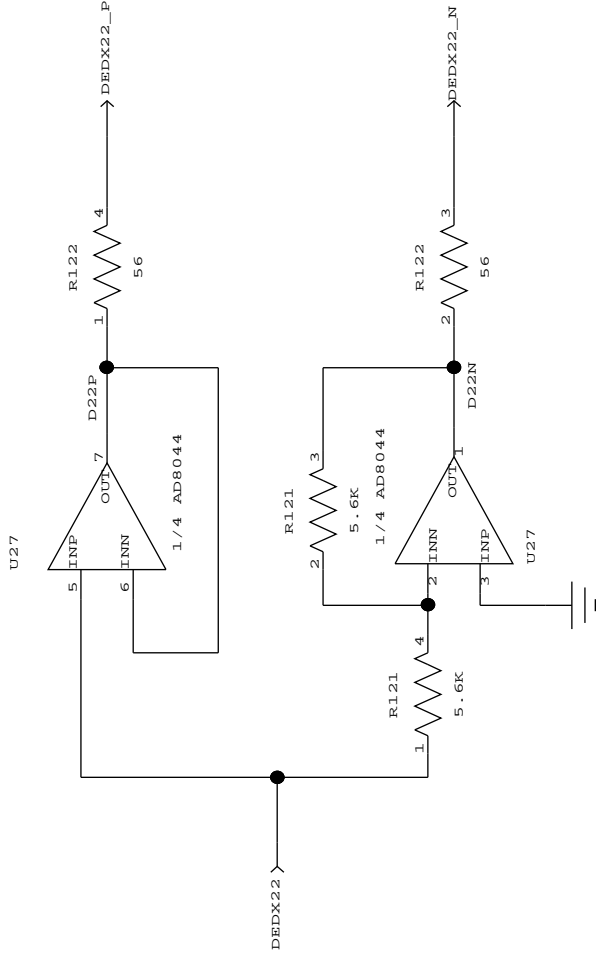 DEDX22_P
DEDX22_N
4
R122
56
1
3
R122
56
2
D22P
D22N
7
OUT
1/4 AD8044
U27
INP
INN
5
6
3
R121
5.6K
2
1/4 AD8044
1
OUT
INN
INP
U27
2
3
4
R121
5.6K
1
DEDX22